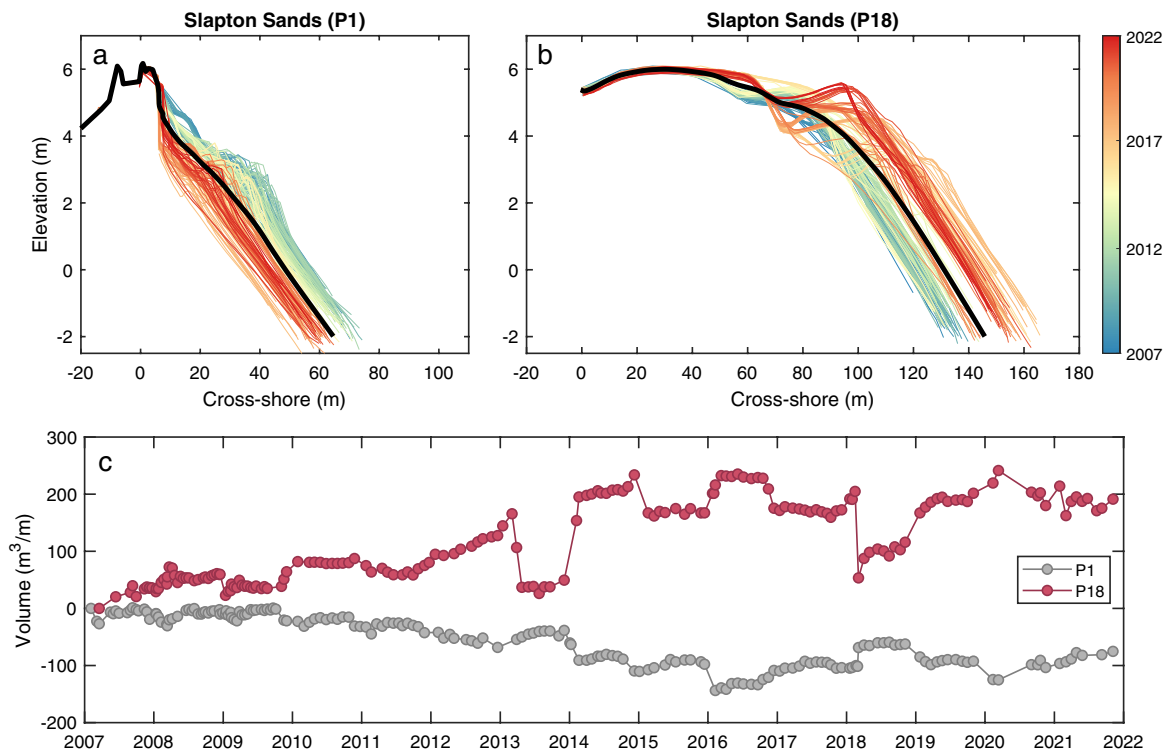 Slapton Sands (P1)
Slapton Sands (P18)
a
b
6
4
2
0
-2
Elevation (m)
-20 0 20 40 60 80 100
Cross-shore (m)
6
4
2
0
-2
-20 0 20 40 60 80 100 120 140 160 180
Cross-shore (m)
2022
2017
2012
2007
c
300
200
100
0
-100
-200
Volume (m³/m)
P1
P18
2007 2008 2009 2010 2011 2012 2013 2014 2015 2016 2017 2018 2019 2020 2021 2022